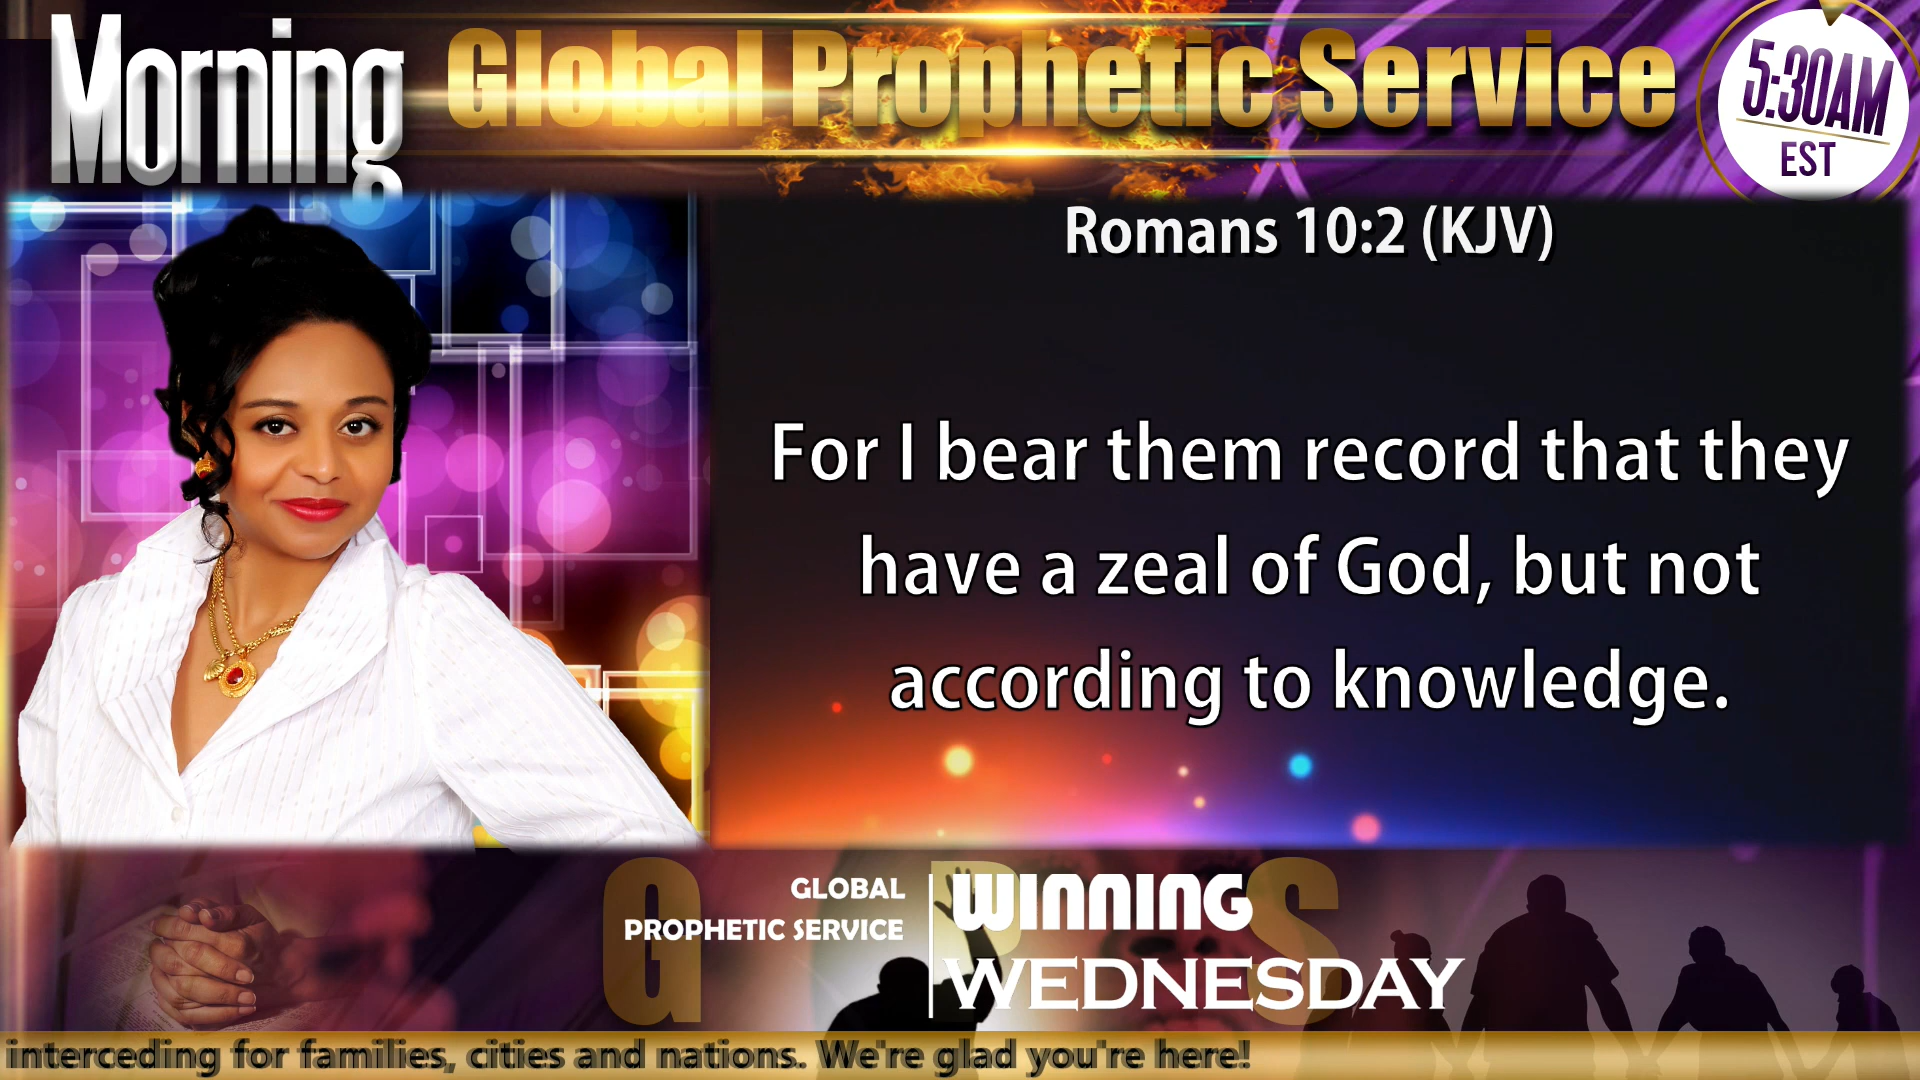 Morning
Global Prophetic Service
5:30AM
EST
Romans 10:2 (KJV)
For I bear them record that they
have a zeal of God, but not
according to knowledge.
G P S
GLOBAL
PROPHETIC SERVICE
WINNING
WEDNESDAY
interceding for families, cities and nations. We're glad you're here!